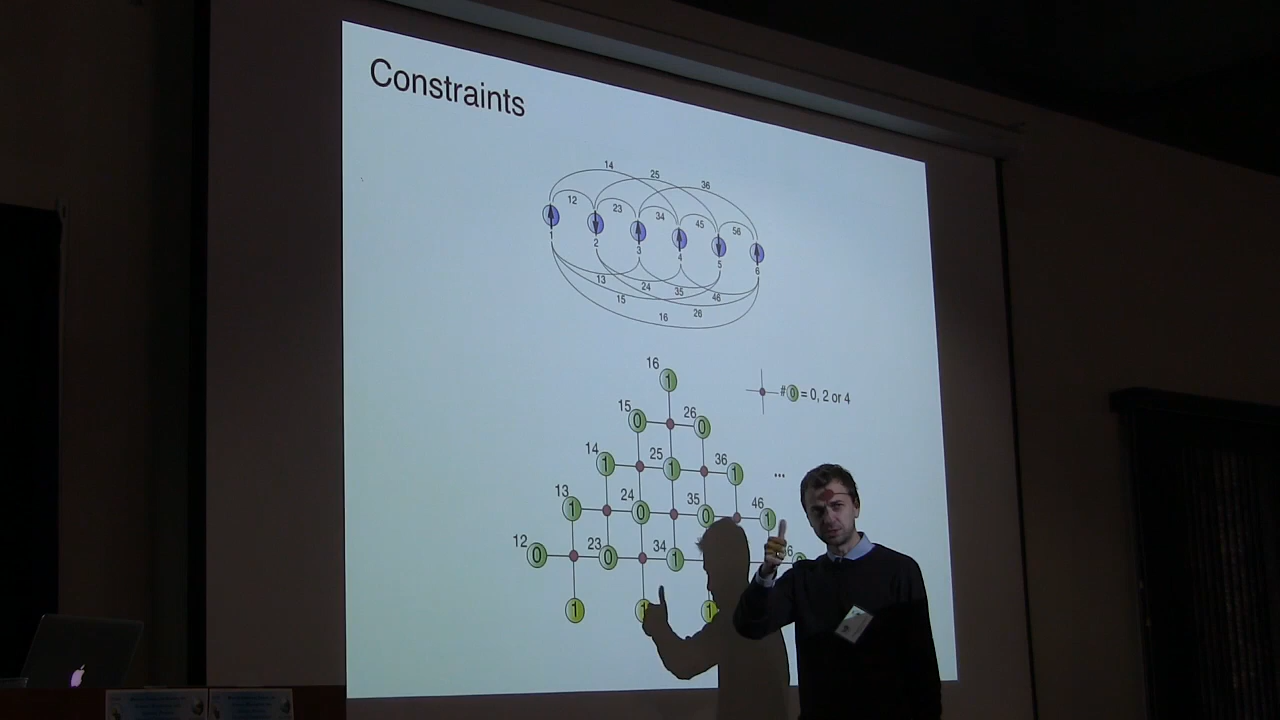 Constraints
14 25 36
12 23 34 45 56
1 2 3 4 5 6
13 24 35 46
15 26
16
16
1
# 0 = 0, 2 or 4
15 0 26 0
14 1 25 1 36 1 ...
13 1 24 0 35 0 46 1
12 0 23 0 34 1
1 1 1